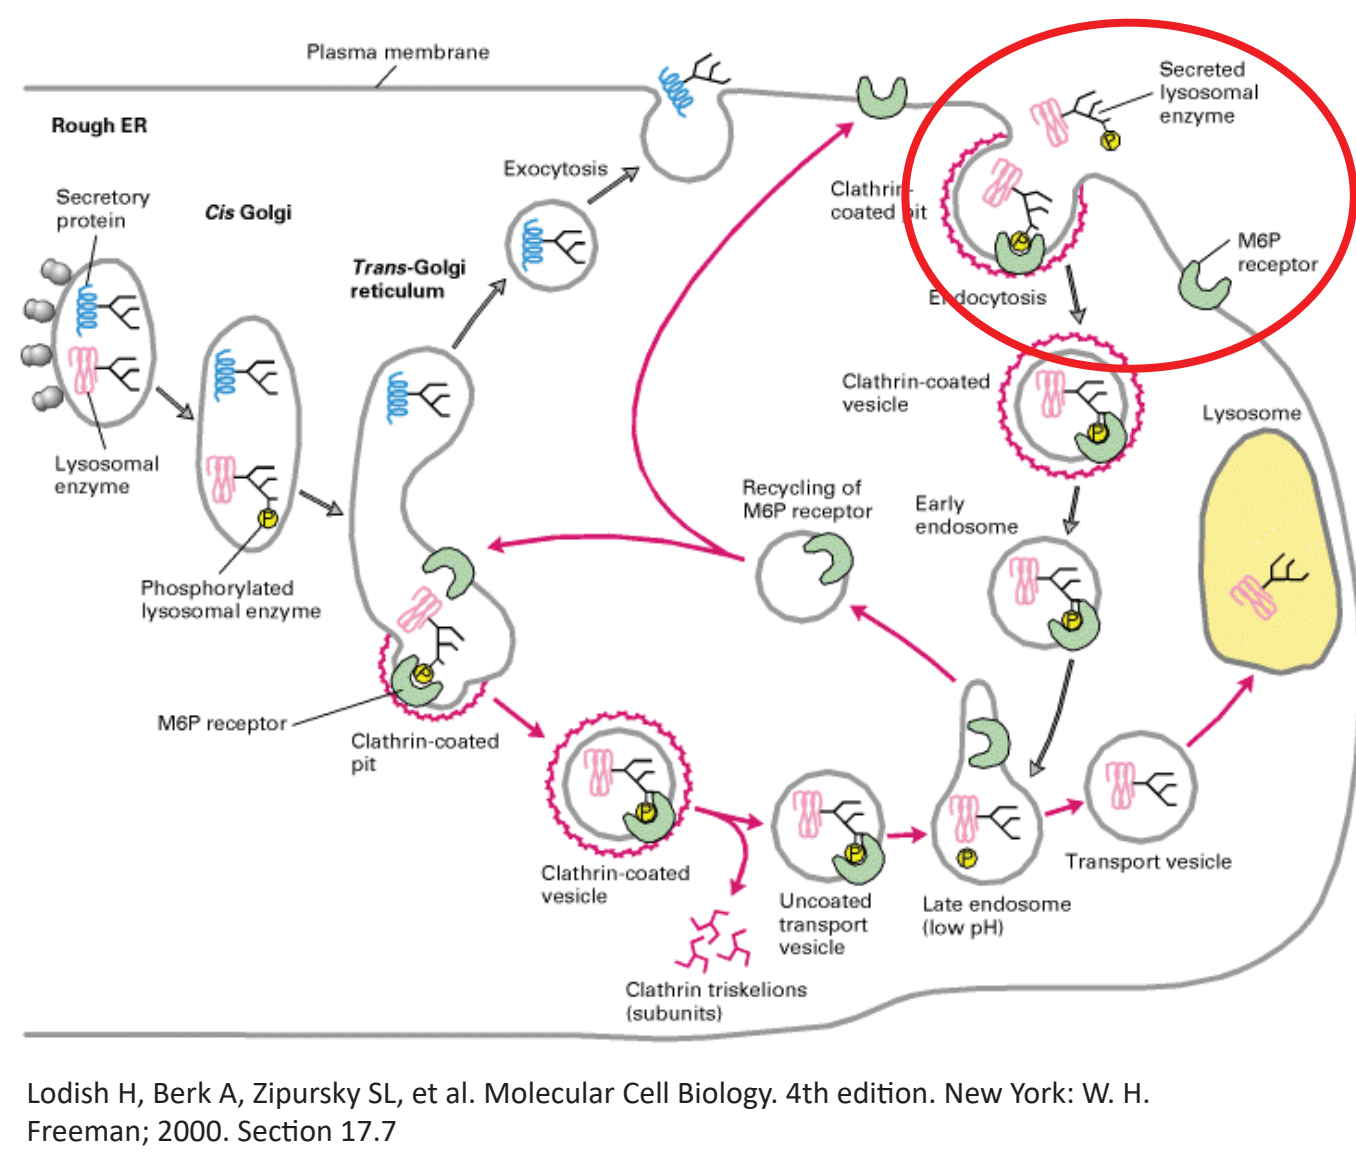 Plasma membrane
Secreted
lysosomal
enzyme
P
Rough ER
Exocytosis
Secretory
protein
Cis Golgi
Clathrin-
coated pit
P
M6P
receptor
Trans-Golgi
reticulum
Endocytosis
Clathrin-coated
vesicle
P
Lysosome
Lysosomal
enzyme
P
Recycling of
M6P receptor
Early
endosome
Phosphorylated
lysosomal enzyme
P
P
M6P receptor
Clathrin-coated
pit
P
P
P
Clathrin-coated
vesicle
Transport vesicle
Uncoated
transport
vesicle
Late endosome
(low pH)
Clathrin triskelions
(subunits)
Lodish H, Berk A, Zipursky SL, et al. Molecular Cell Biology. 4th edition. New York: W. H.
Freeman; 2000. Section 17.7